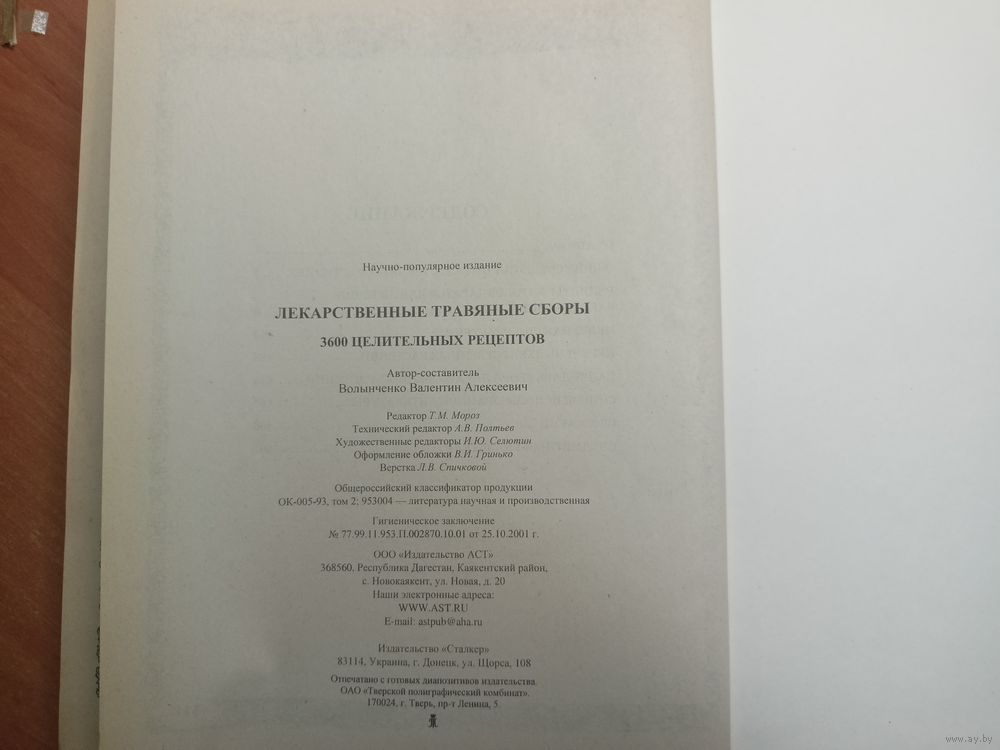 Научно-популярное издание
ЛЕКАРСТВЕННЫЕ ТРАВЯНЫЕ СБОРЫ
3600 ЦЕЛИТЕЛЬНЫХ РЕЦЕПТОВ
Автор-составитель
Волынченко Валентин Алексеевич
Редактор Т.М. Мороз
Технический редактор А.В. Полтьев
Художественные редакторы И.Ю. Селютин
Оформление обложки В.И. Гринько
Верстка Л.В. Спичковой
Общероссийский классификатор продукции
ОК-005-93, том 2; 953004 — литература научная и производственная
Гигиеническое заключение
№ 77.99.11.953.П.002870.10.01 от 25.10.2001 г.
ООО «Издательство АСТ»
368560, Республика Дагестан, Каякентский район,
с. Новокаякент, ул. Новая, д. 20
Наши электронные адреса:
WWW.AST.RU
E-mail: astpub@aha.ru
Издательство «Сталкер»
83114, Украина, г. Донецк, ул. Щорса, 108
Отпечатано с готовых диапозитивов издательства.
ОАО «Тверской полиграфический комбинат».
170024, г. Тверь, пр-т Ленина, 5.
www.ay.by